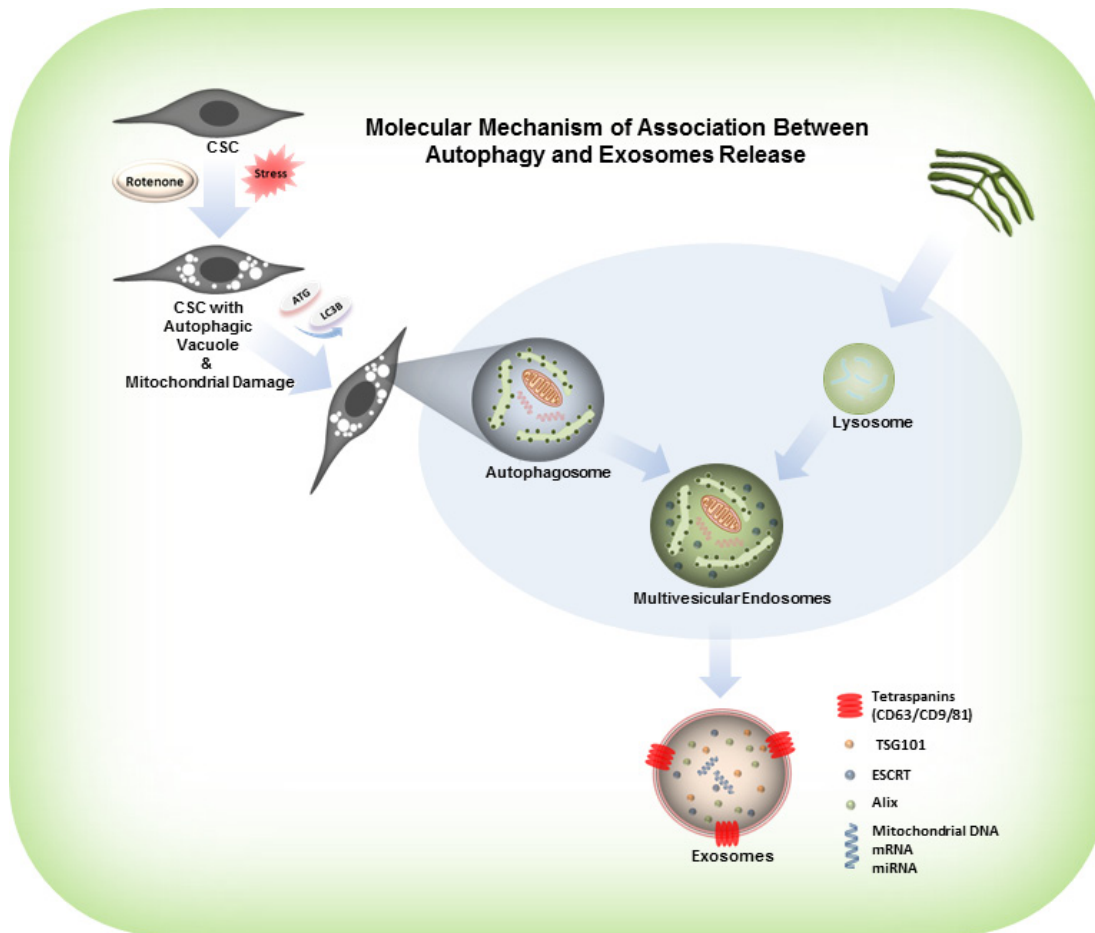 Molecular Mechanism of Association Between
Autophagy and Exosomes Release
CSC
Rotenone
Stress
CSC with
Autophagic
Vacuole
&
Mitochondrial Damage
ATG
LC3B
Autophagosome
Lysosome
Multivesicular Endosomes
Exosomes
Tetraspanins
(CD63/CD9/81)
TSG101
ESCRT
Alix
Mitochondrial DNA
mRNA
miRNA